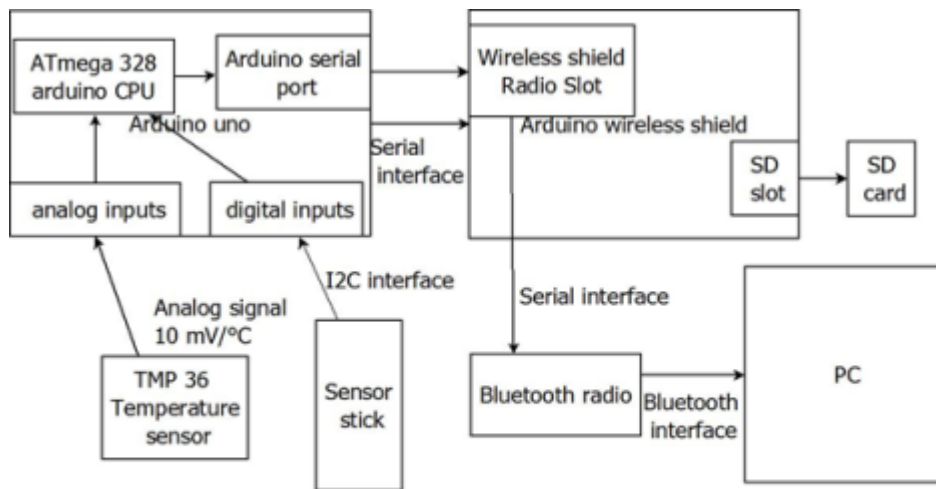 ATmega 328
arduino CPU
Arduino serial
port
Arduino uno
analog inputs
digital inputs
Serial
interface
Wireless shield
Radio Slot
Arduino wireless shield
SD
slot
SD
card
I2C interface
Analog signal
10 mV/°C
TMP 36
Temperature
sensor
Sensor
stick
Serial interface
Bluetooth radio
Bluetooth
interface
PC